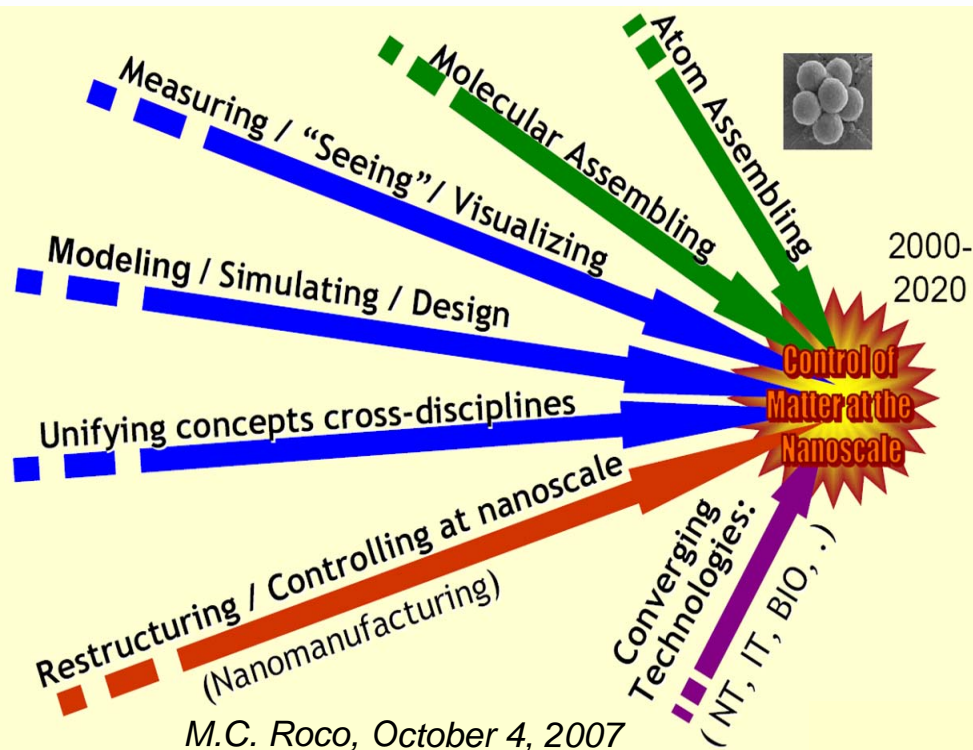 Atom Assembling
Molecular Assembling
Measuring / “Seeing”/ Visualizing
Modeling / Simulating / Design
Unifying concepts cross-disciplines
Restructuring / Controlling at nanoscale
(Nanomanufacturing)
Converging
Technologies:
( NT, IT, BIO, .)
2000-
2020
Control of
Matter at the
Nanoscale
M.C. Roco, October 4, 2007